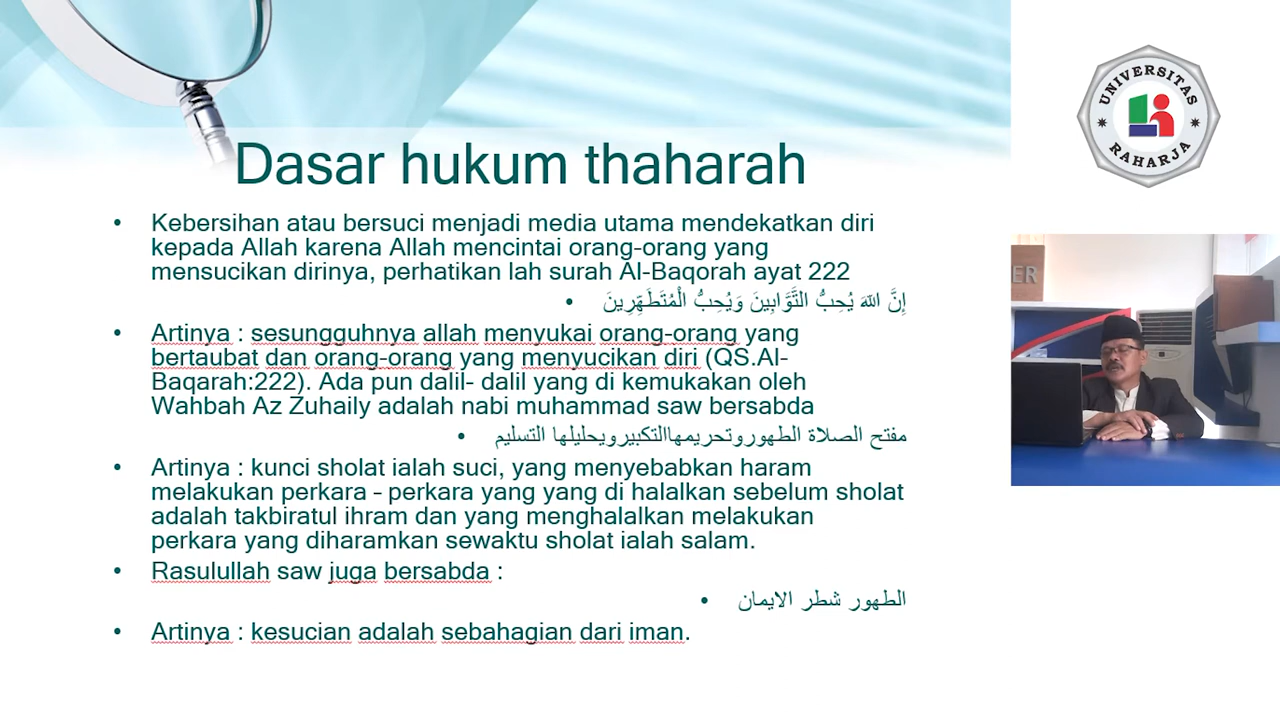 Dasar hukum thaharah
• Kebersihan atau bersuci menjadi media utama mendekatkan diri
kepada Allah karena Allah mencintai orang-orang yang
mensucikan dirinya, perhatikan lah surah Al-Baqorah ayat 222
• إِنَّ اللّهَ يُحِبُّ التَّوَّابِينَ وَيُحِبُّ الْمُتَطَهِّرِينَ
• Artinya : sesungguhnya allah menyukai orang-orang yang
bertaubat dan orang-orang yang menyucikan diri (QS.Al-
Baqarah:222). Ada pun dalil- dalil yang di kemukakan oleh
Wahbah Az Zuhaily adalah nabi muhammad saw bersabda
• مفتح الصلاة الطهوروتحريمهاالتكبيرويحليلها التسليم
• Artinya : kunci sholat ialah suci, yang menyebabkan haram
melakukan perkara – perkara yang yang di halalkan sebelum sholat
adalah takbiratul ihram dan yang menghalalkan melakukan
perkara yang diharamkan sewaktu sholat ialah salam.
• Rasulullah saw juga bersabda :
• الطهور شطر الايمان
• Artinya : kesucian adalah sebahagian dari iman.
UNIVERSITAS
RAHARJA
ER